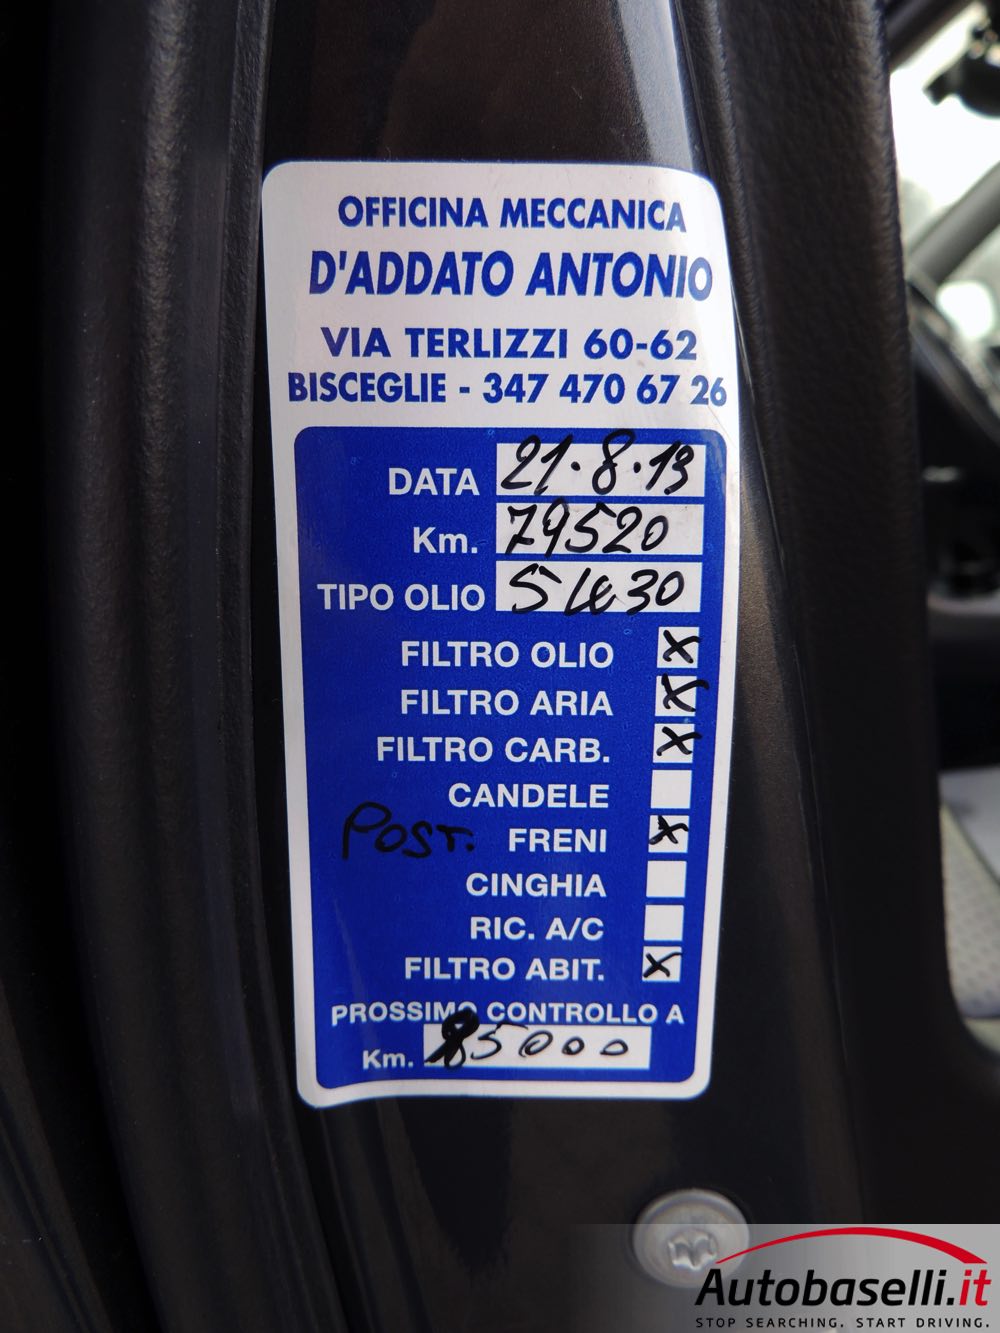 OFFICINA MECCANICA
D'ADDATO ANTONIO
VIA TERLIZZI 60-62
BISCEGLIE - 347 470 67 26
DATA 21.8.13
Km. 79520
TIPO OLIO 5W30
FILTRO OLIO X
FILTRO ARIA X
FILTRO CARB. X
CANDELE
POST. FRENI X
CINGHIA
RIC. A/C
FILTRO ABIT. X
PROSSIMO CONTROLLO A
Km. 85000
Autobaselli.it
STOP SEARCHING. START DRIVING.